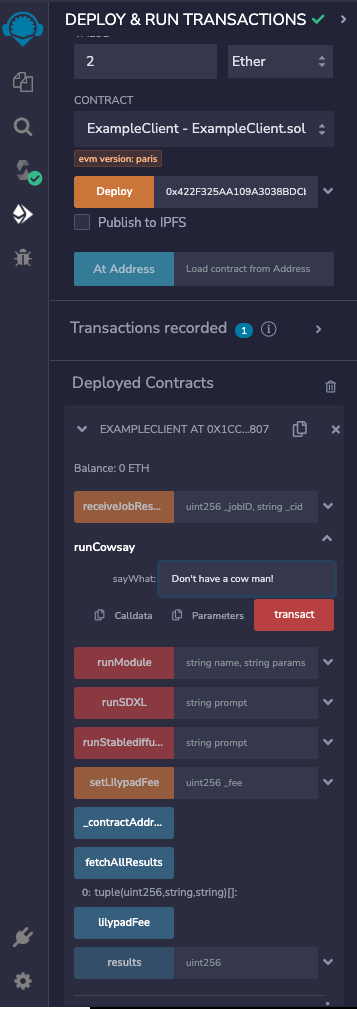 DEPLOY & RUN TRANSACTIONS
2
Ether
CONTRACT
ExampleClient - ExampleClient.sol
evm version: paris
Deploy
Publish to IPFS
At Address
Load contract from Address
Transactions recorded 1 i
Deployed Contracts
EXAMPLECLIENT AT 0X1CC...807
Balance: 0 ETH
receiveJobRes...
uint256 _jobID, string _cid
runCowsay
sayWhat:
Don't have a cow man!
Calldata
Parameters
transact
runModule
string name, string params
runSDXL
string prompt
runStablediffu...
string prompt
setLilypadFee
uint256 _fee
_contractAddr...
fetchAllResults
0: tuple(uint256,string,string)[]:
lilypadFee
results
uint256